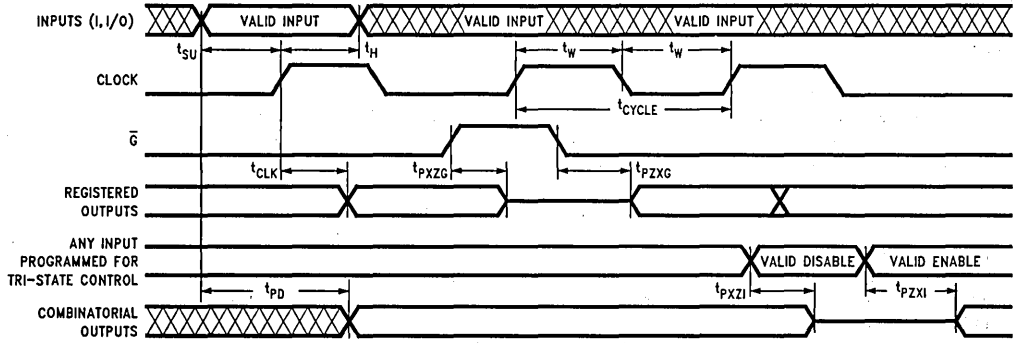 INPUTS (I, I/O)
VALID INPUT
VALID INPUT
VALID INPUT
tSU
tH
tW
tW
CLOCK
tCYCLE
G̅
tCLK
tPXZG
tPZXG
REGISTERED
OUTPUTS
ANY INPUT
PROGRAMMED FOR
TRI-STATE CONTROL
VALID DISABLE
VALID ENABLE
tPD
tPXZI
tPZXI
COMBINATORIAL
OUTPUTS